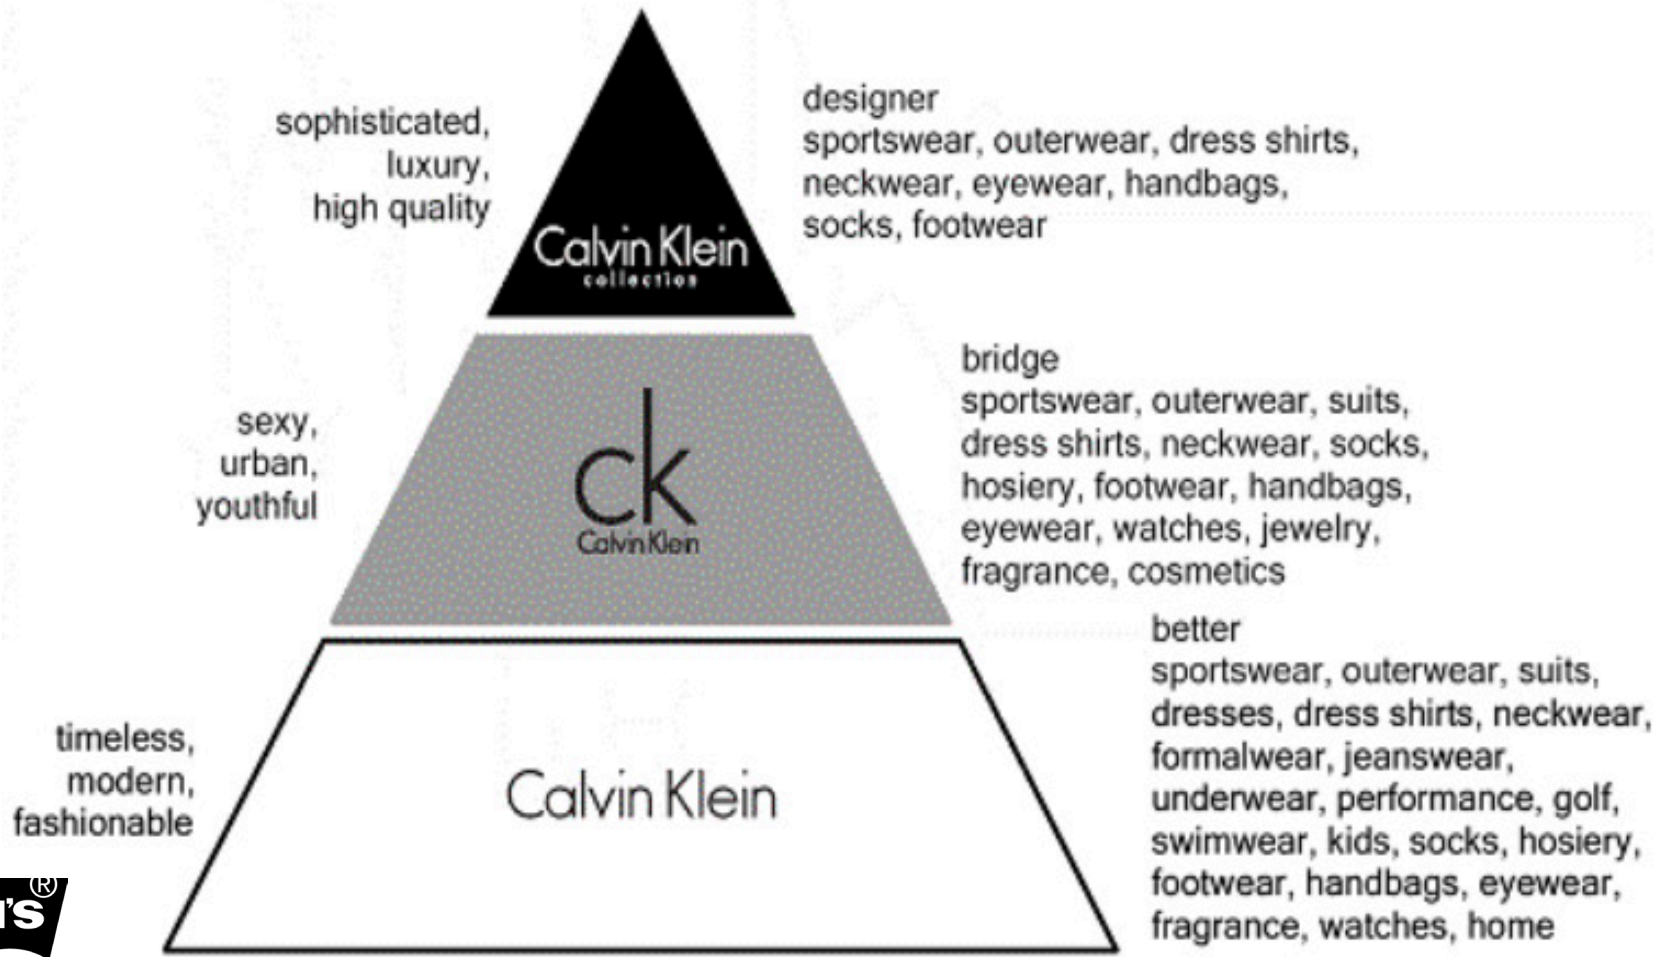 sophisticated,
luxury,
high quality
Calvin Klein
collection
designer
sportswear, outerwear, dress shirts,
neckwear, eyewear, handbags,
socks, footwear
sexy,
urban,
youthful
ck
Calvin Klein
bridge
sportswear, outerwear, suits,
dress shirts, neckwear, socks,
hosiery, footwear, handbags,
eyewear, watches, jewelry,
fragrance, cosmetics
timeless,
modern,
fashionable
Calvin Klein
better
sportswear, outerwear, suits,
dresses, dress shirts, neckwear,
formalwear, jeanswear,
underwear, performance, golf,
swimwear, kids, socks, hosiery,
footwear, handbags, eyewear,
fragrance, watches, home
's®